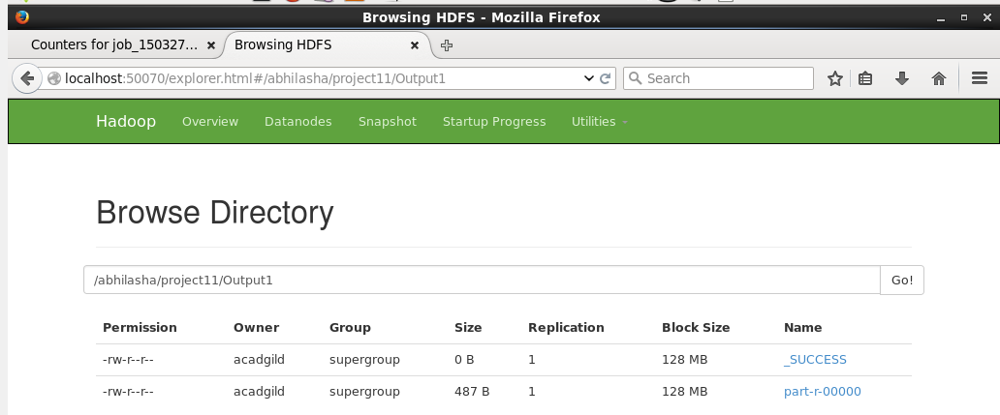 Browsing HDFS - Mozilla Firefox
Counters for job_150327... Browsing HDFS
localhost:50070/explorer.html#/abhilasha/project11/Output1 Search
Hadoop Overview Datanodes Snapshot Startup Progress Utilities
Browse Directory
/abhilasha/project11/Output1 Go!
Permission Owner Group Size Replication Block Size Name
-rw-r--r-- acadgild supergroup 0 B 1 128 MB _SUCCESS
-rw-r--r-- acadgild supergroup 487 B 1 128 MB part-r-00000